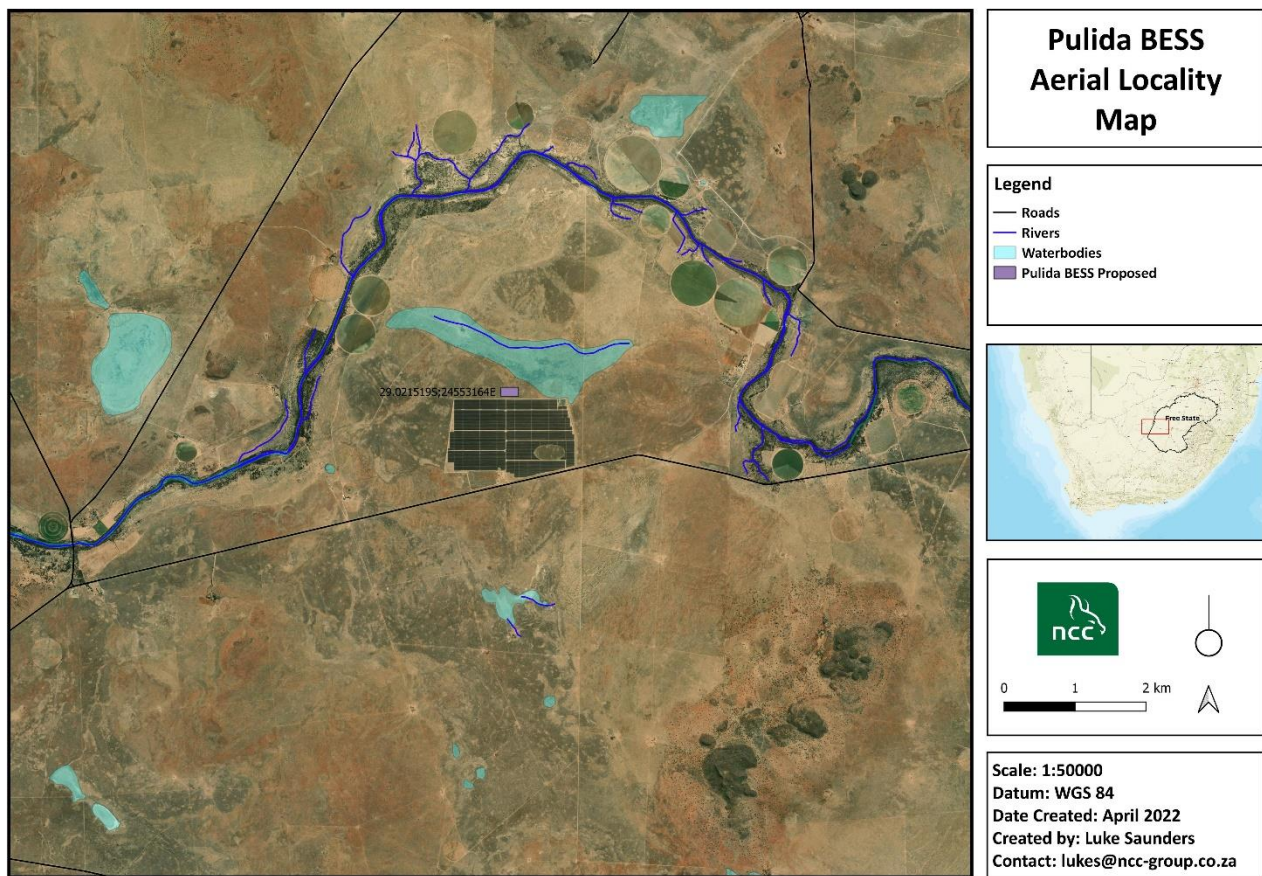 Pulida BESS
Aerial Locality
Map
Legend
Roads
Rivers
Waterbodies
Pulida BESS Proposed
29.0215195;24553164E
Free State
ncc
0 1 2 km
Scale: 1:50000
Datum: WGS 84
Date Created: April 2022
Created by: Luke Saunders
Contact: lukes@ncc-group.co.za